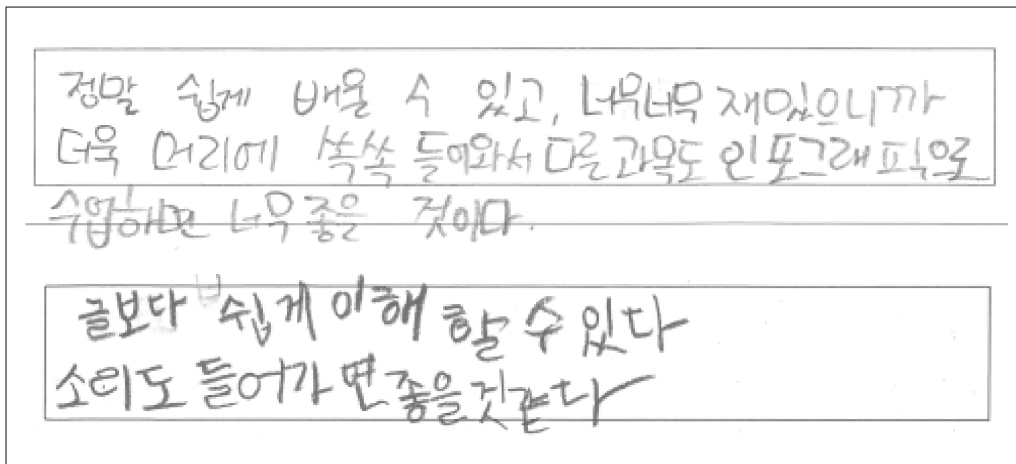 정말 쉽게 배울 수 있고, 너무너무 재미있으니까
더욱 머리에 쏙쏙 들어와서 다른 과목도 인포그래픽으로
수업하면 너무 좋을 것이다.
글보다 쉽게 이해 할 수 있다
소리도 들어가면 좋을것같다